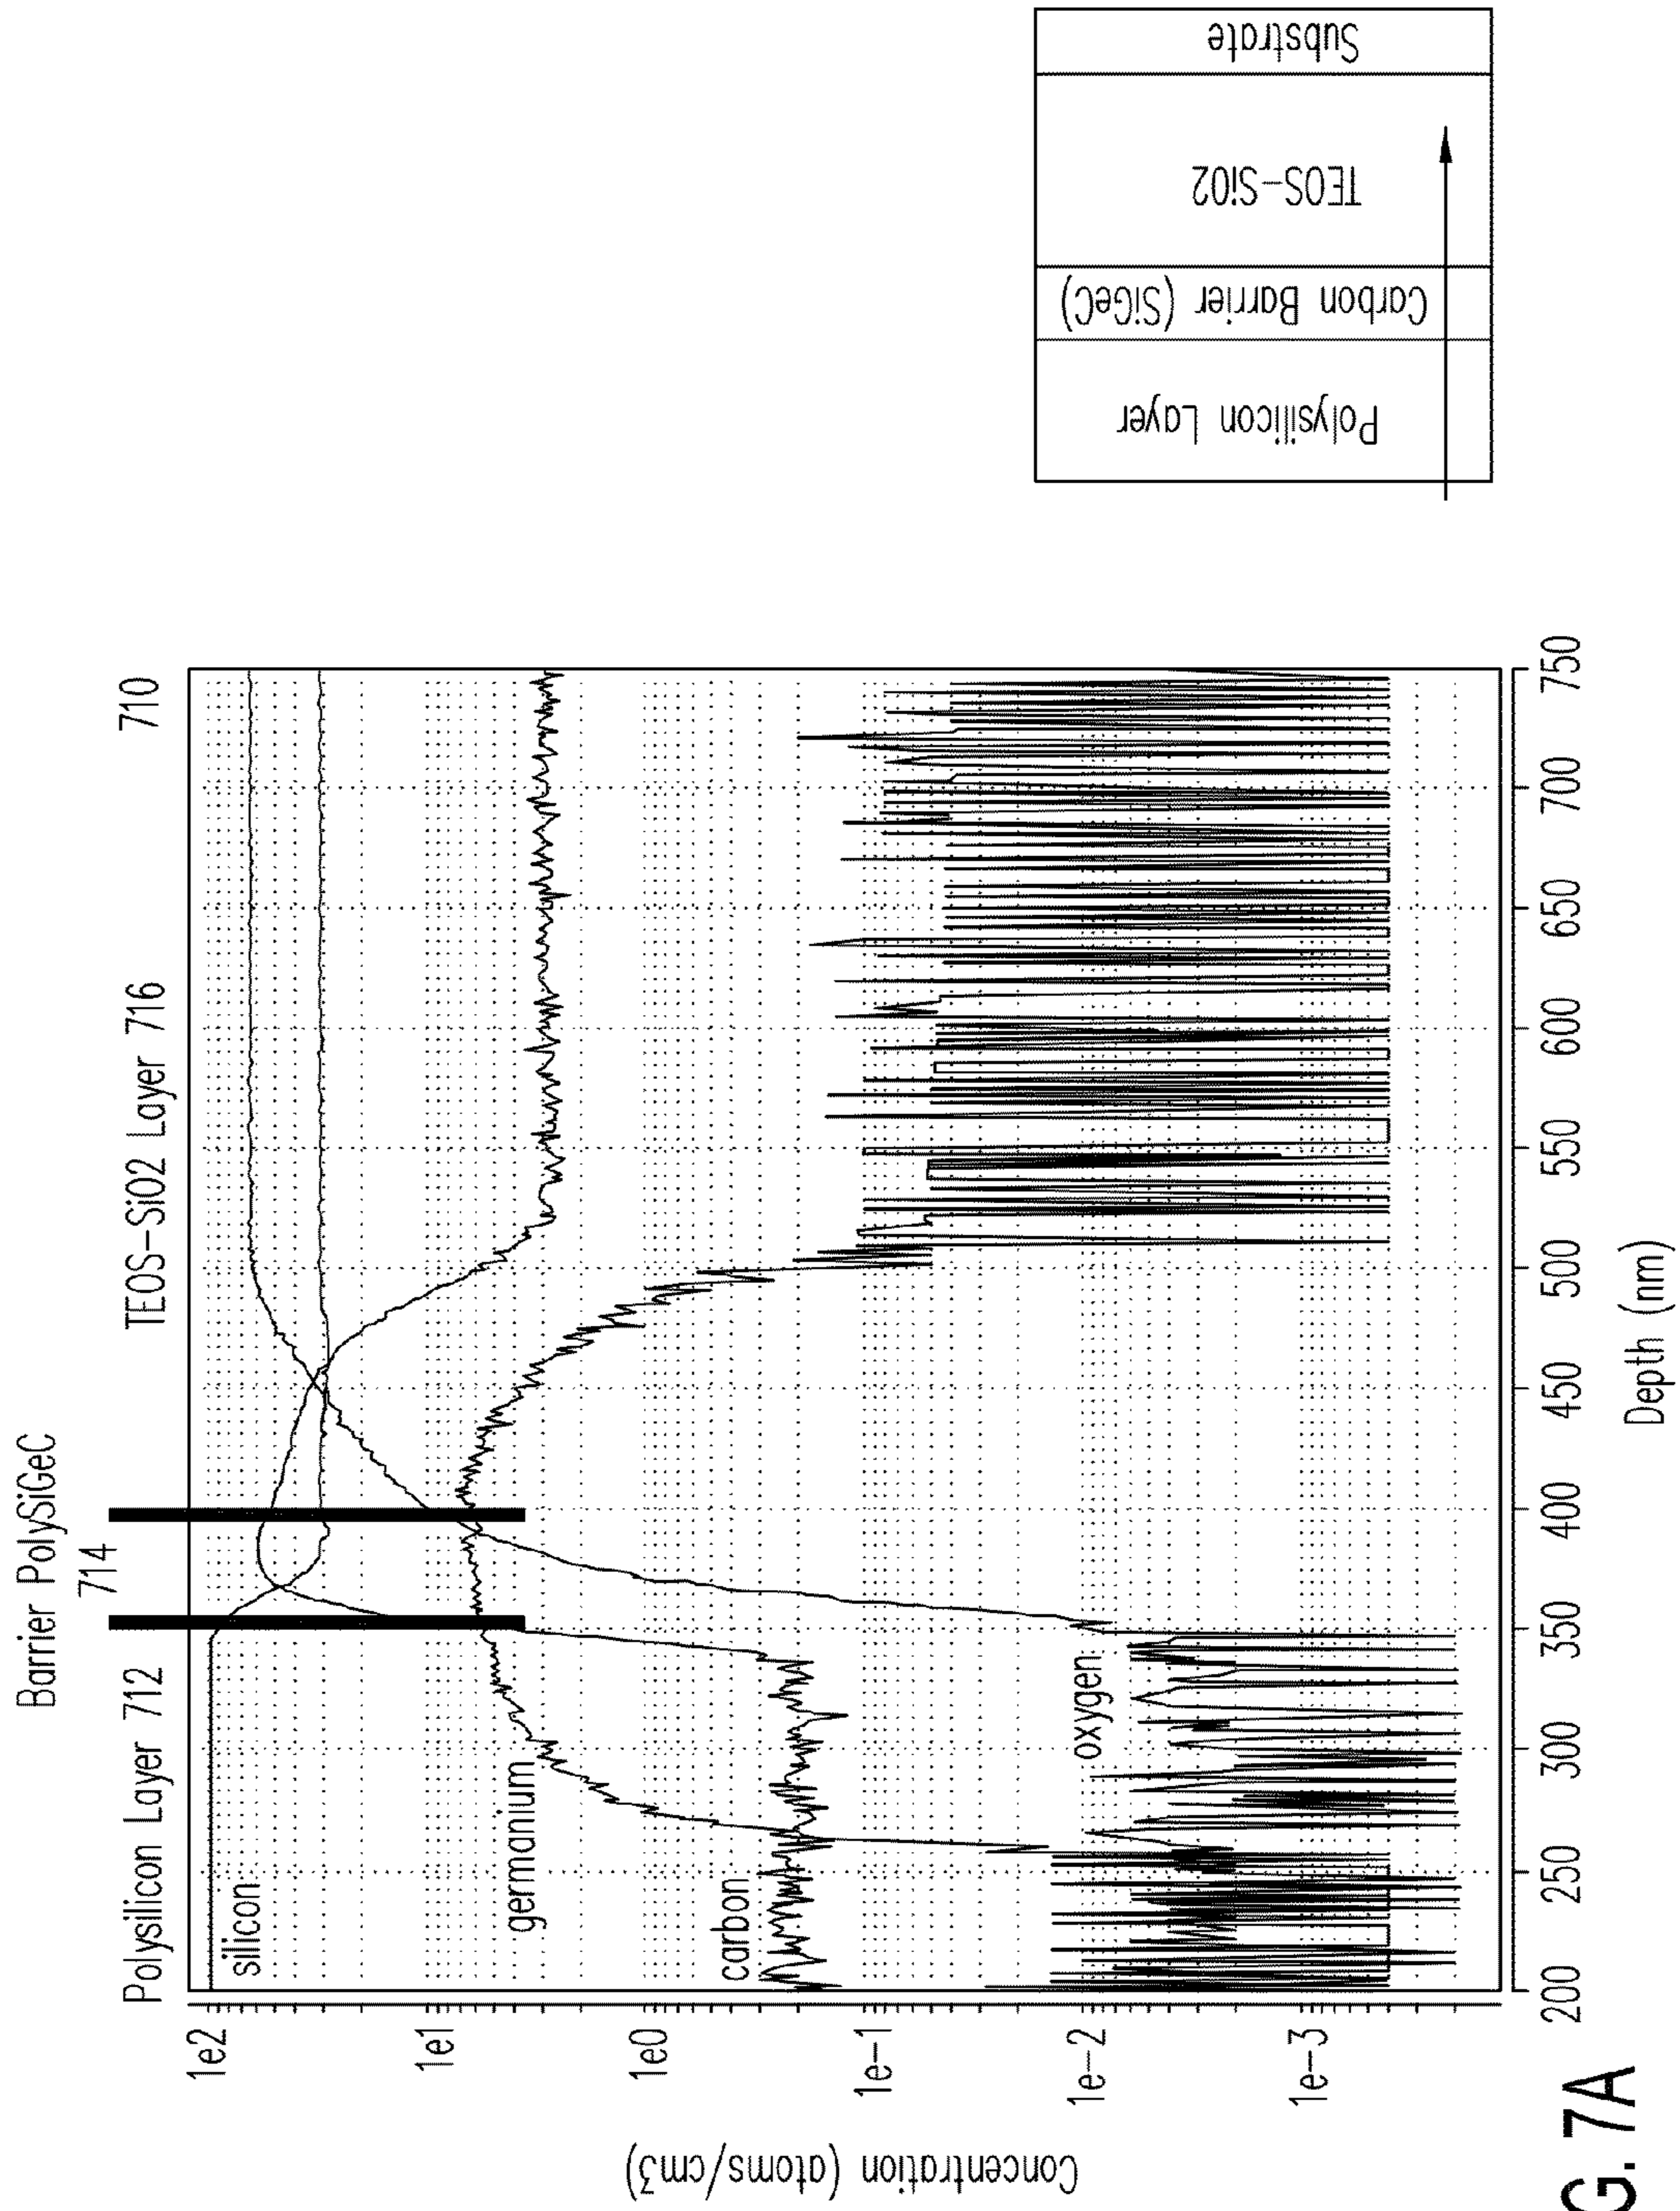 Barrier PolySiGeC
714
Polysilicon Layer 712
TEOS-SiO2 Layer 716
710
silicon
germanium
carbon
oxygen
1e2
1e1
1e0
1e-1
1e-2
1e-3
Concentration (atoms/cm3)
200
250
300
350
400
450
500
550
600
650
700
750
Depth (nm)
Polysilicon Layer
Carbon Barrier (SiGeC)
TEOS-SiO2
Substrate
G. 7A